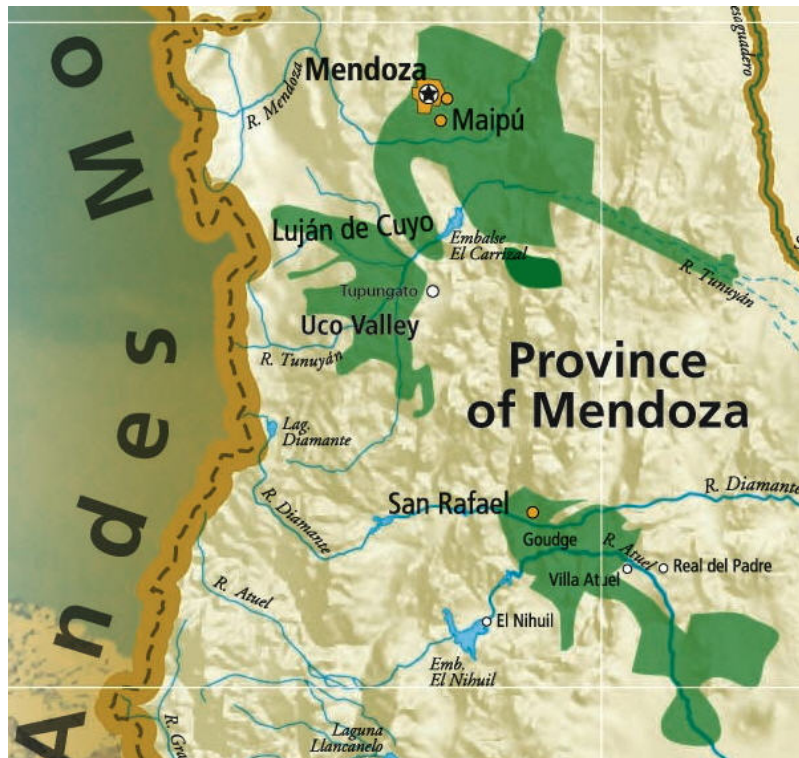 Andes Mo
Mendoza
R. Mendoza
Maipú
Luján de Cuyo
Embalse
El Carrizal
Tupungato
R. Tunuyán
Uco Valley
R. Tunuyán
Province
of Mendoza
Lag.
Diamante
R. Diamante
San Rafael
R. Diamante
Goudge
R. Atuel
Villa Atuel
Real del Padre
R. Atuel
El Nihuil
Emb.
El Nihuil
R. Gra
Laguna
Llancanelo
esaguadero